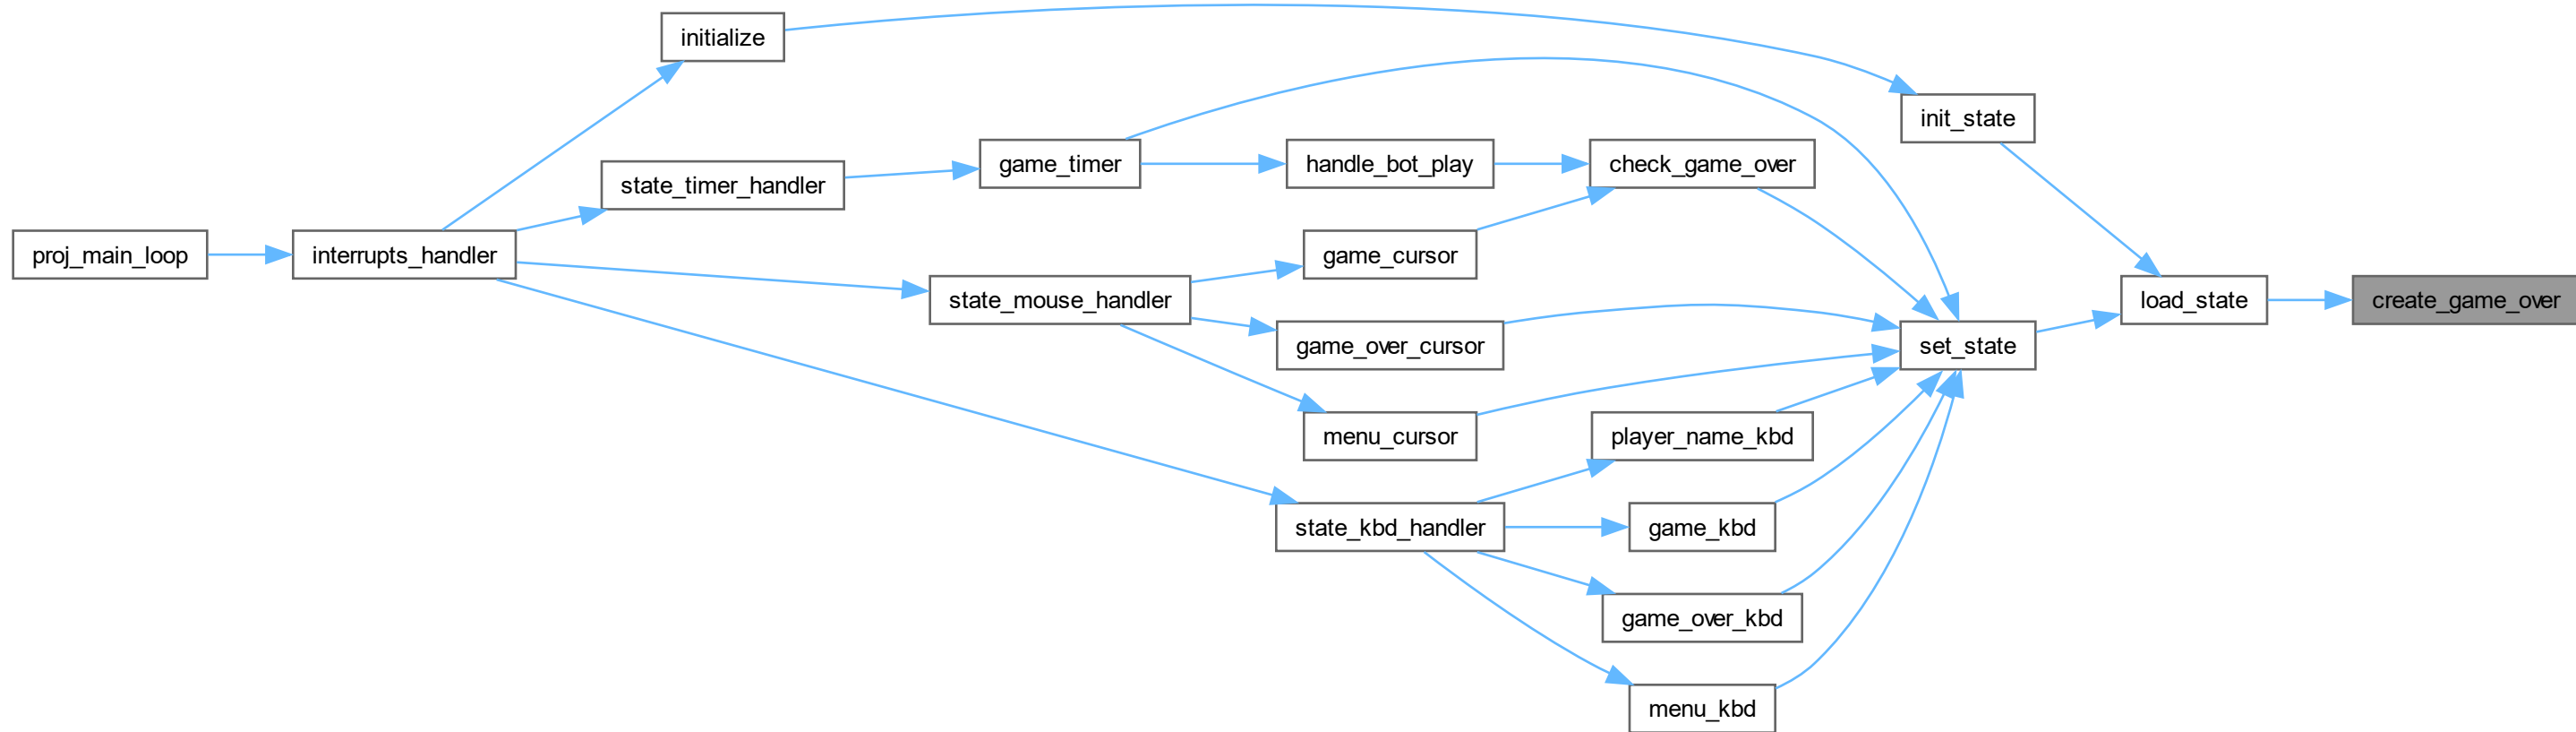 initialize
init_state
game_timer
handle_bot_play
check_game_over
state_timer_handler
proj_main_loop
interrupts_handler
game_cursor
state_mouse_handler
load_state
create_game_over
game_over_cursor
set_state
menu_cursor
player_name_kbd
state_kbd_handler
game_kbd
game_over_kbd
menu_kbd